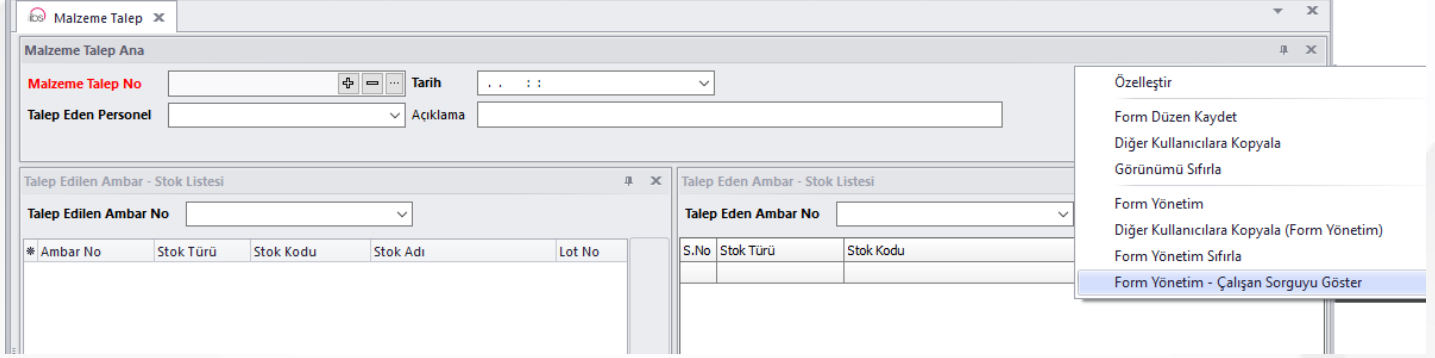 ibs Malzeme Talep
Malzeme Talep Ana
Malzeme Talep No
Tarih
. . : :
Talep Eden Personel
Açıklama
Talep Edilen Ambar - Stok Listesi
Talep Edilen Ambar No
Ambar No Stok Türü Stok Kodu Stok Adı Lot No
Talep Eden Ambar - Stok Listesi
Talep Eden Ambar No
S.No Stok Türü Stok Kodu
Özelleştir
Form Düzen Kaydet
Diğer Kullanıcılara Kopyala
Görünümü Sıfırla
Form Yönetim
Diğer Kullanıcılara Kopyala (Form Yönetim)
Form Yönetim Sıfırla
Form Yönetim - Çalışan Sorguyu Göster